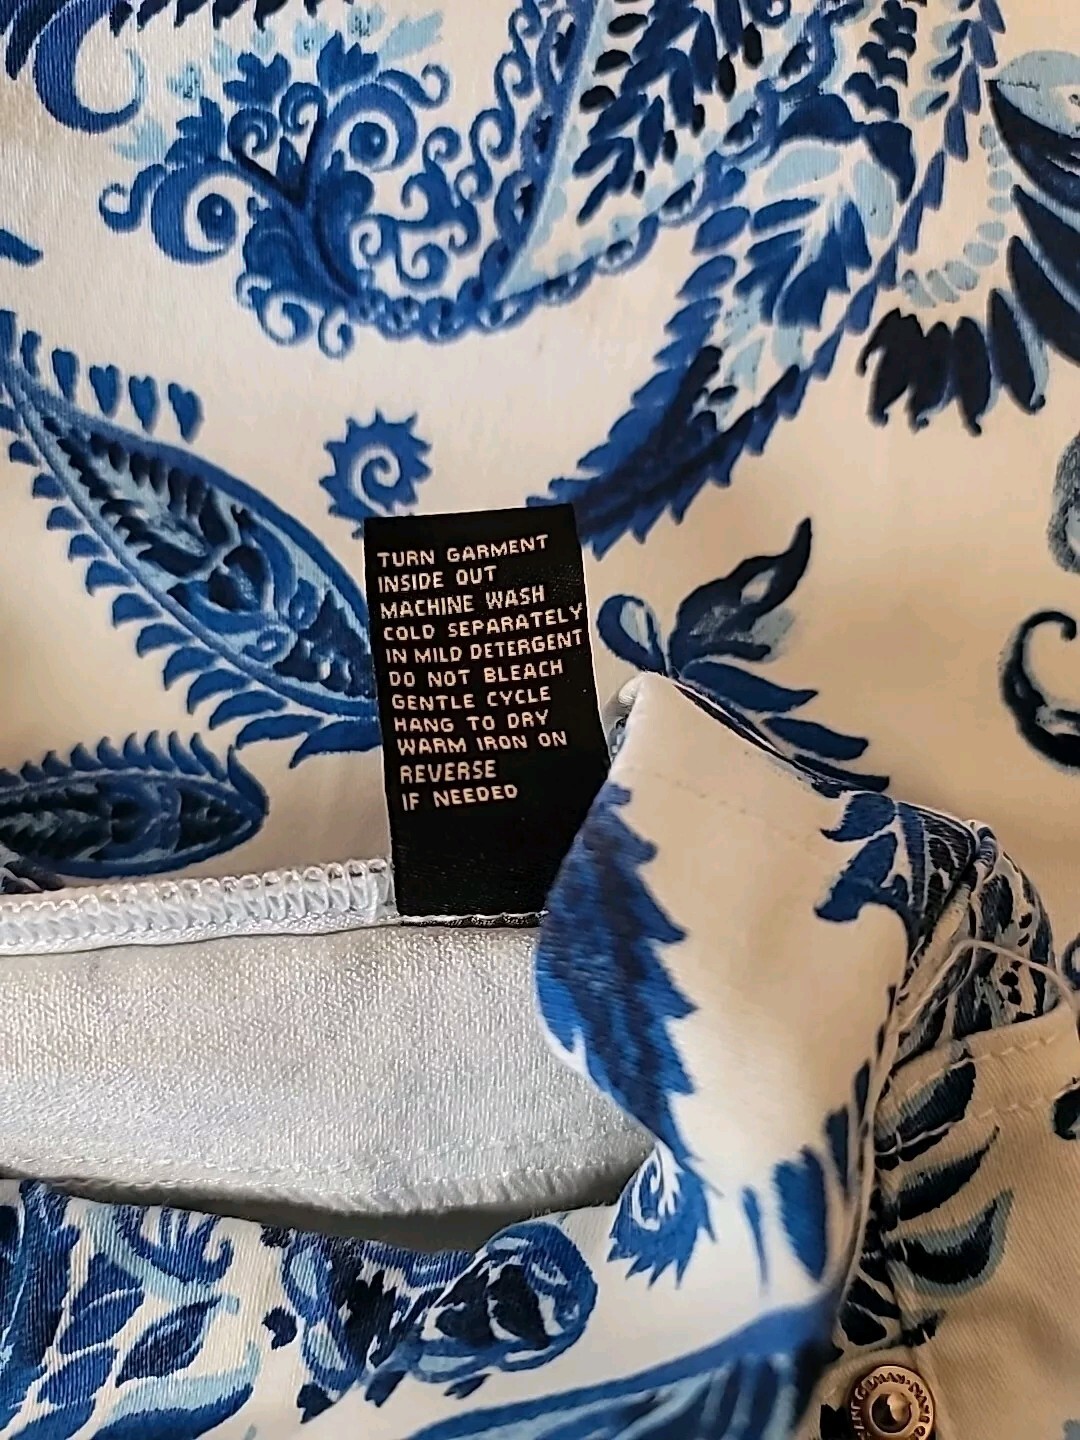 TURN GARMENT
INSIDE OUT
MACHINE WASH
COLD SEPARATELY
IN MILD DETERGENT
DO NOT BLEACH
GENTLE CYCLE
HANG TO DRY
WARM IRON ON
REVERSE
IF NEEDED